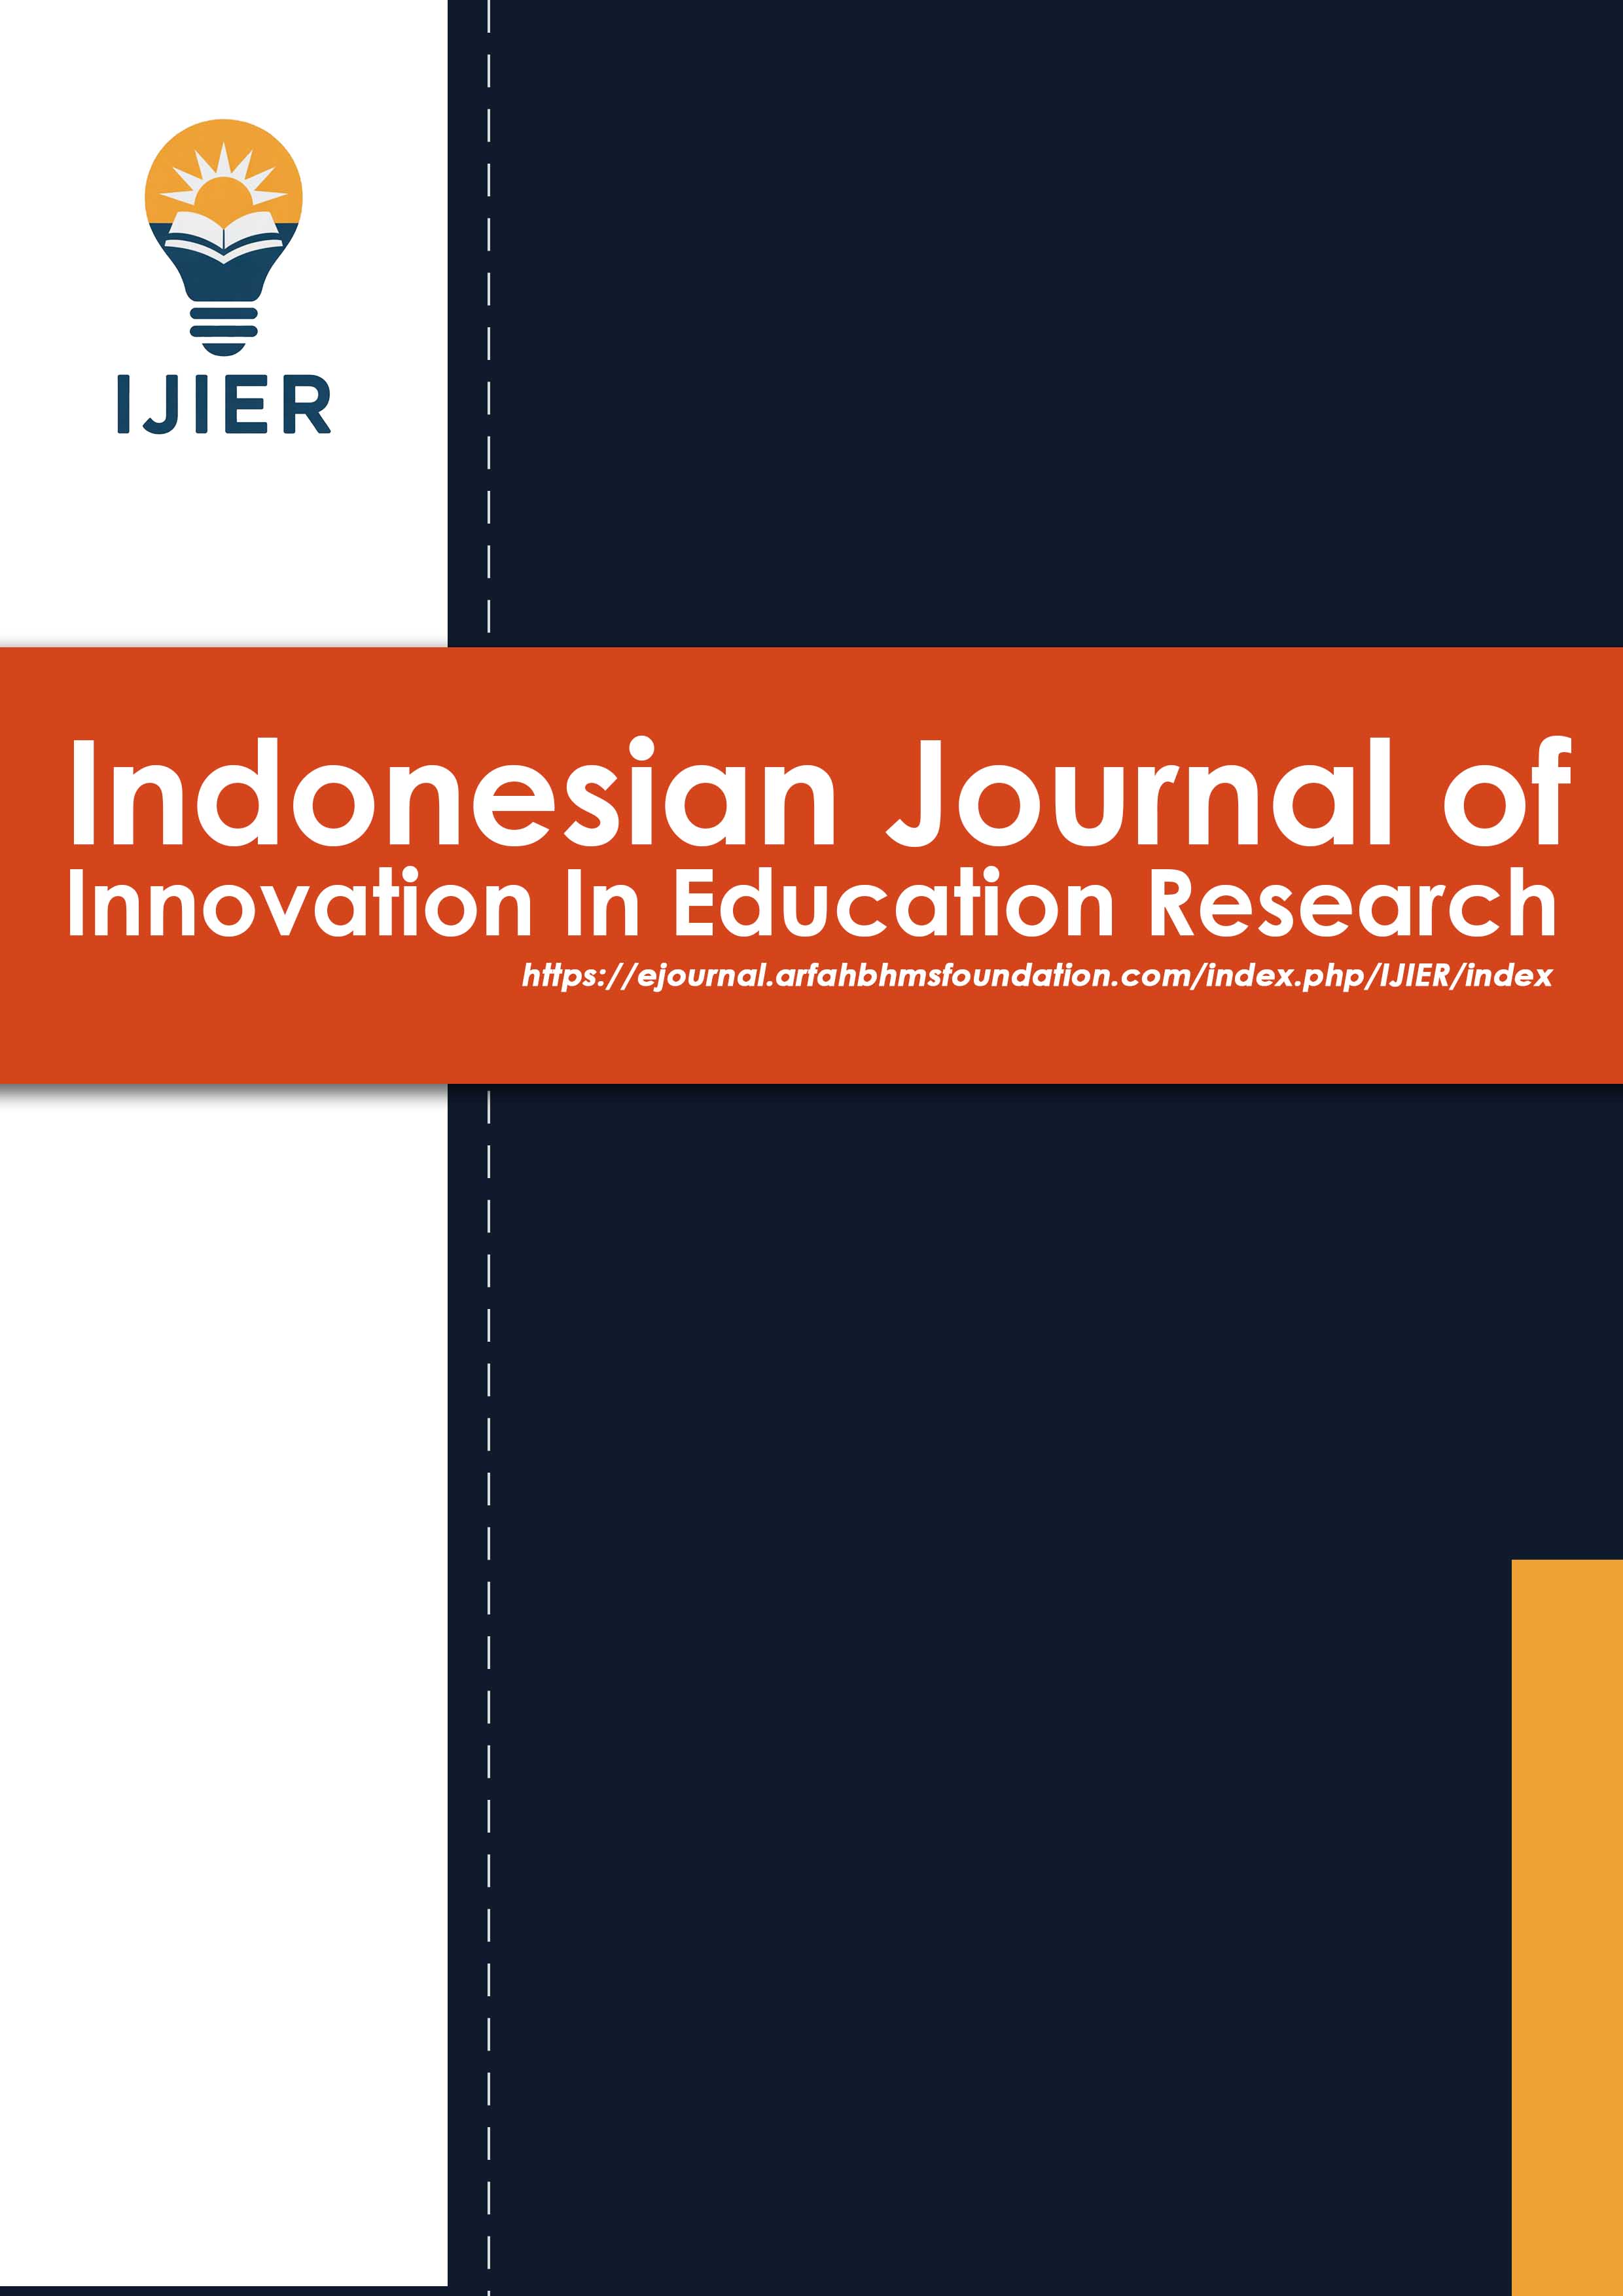 IJIER
Indonesian Journal of
Innovation In Education Research
https://ejournal.arfahbhmsfoundation.com/index.php/IJIER/index